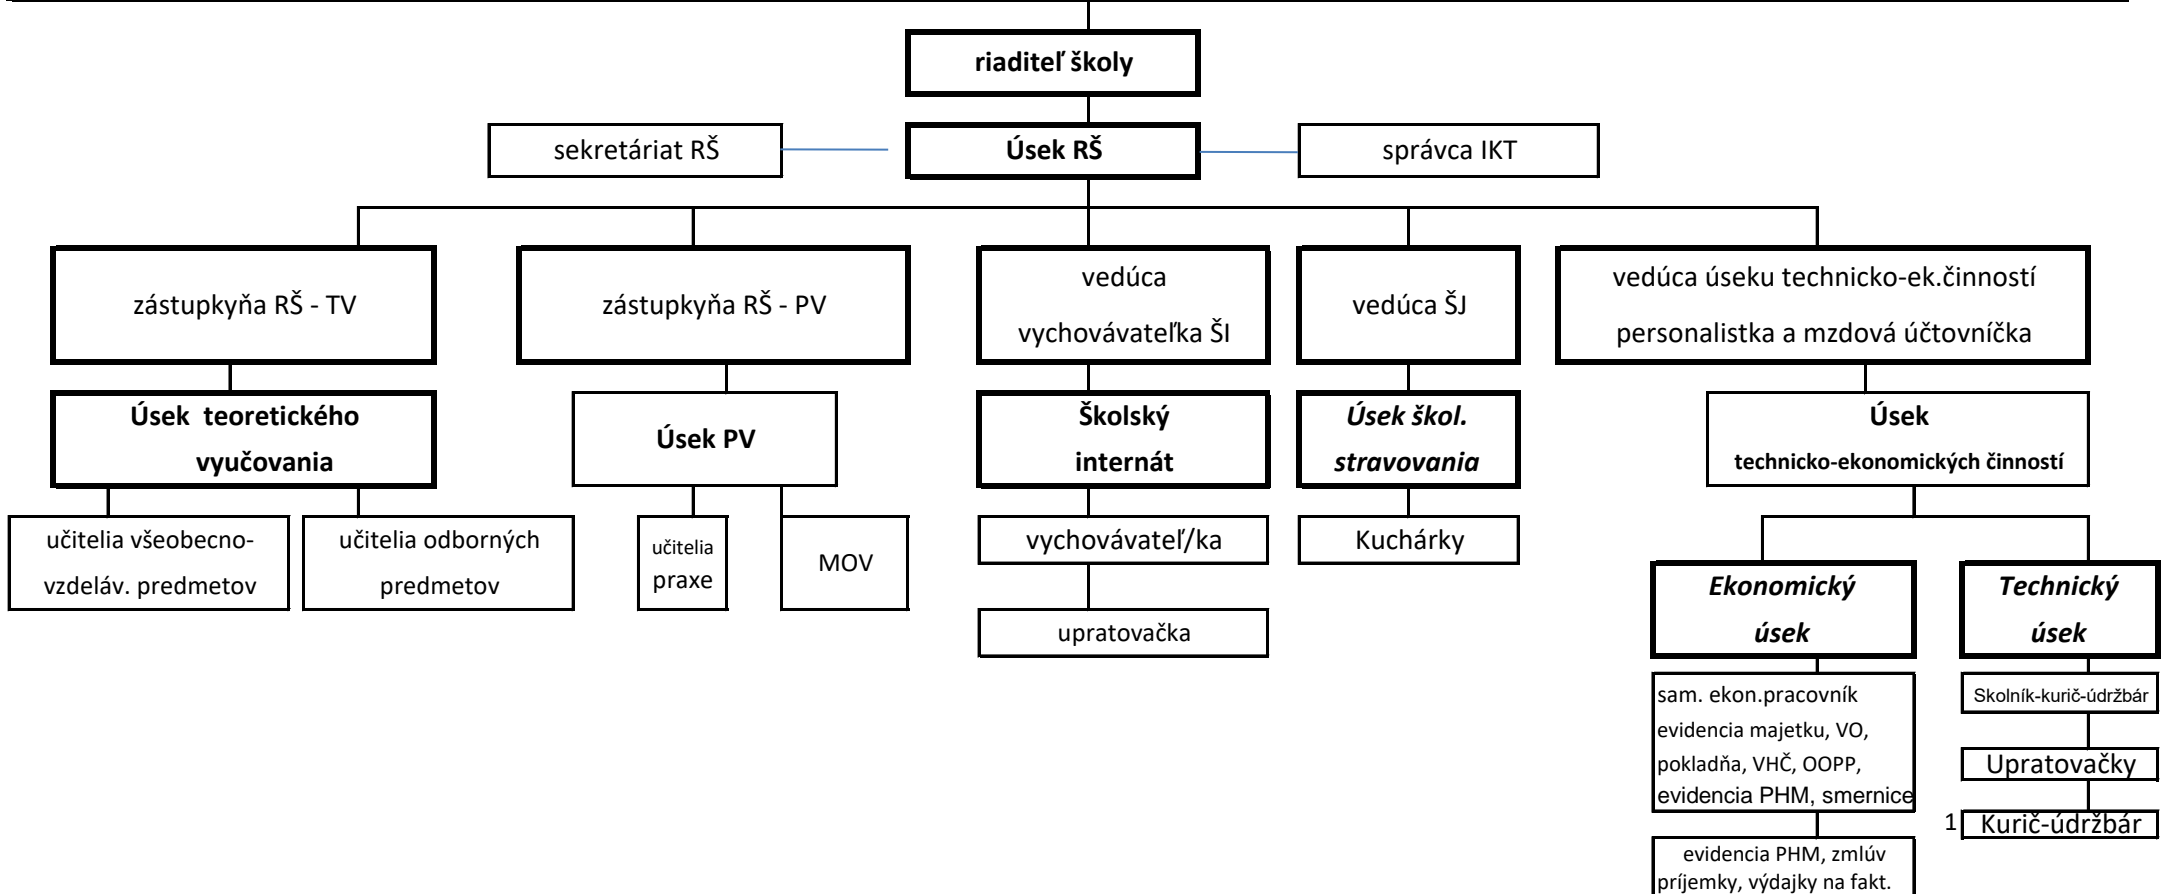 riaditeľ školy
sekretáriat RŠ
Úsek RŠ
správca IKT
zástupkyňa RŠ - TV
zástupkyňa RŠ - PV
vedúca
vychovávateľka ŠI
vedúca ŠJ
vedúca úseku technicko-ek.činností
personalistka a mzdová účtovníčka
Úsek teoretického
vyučovania
Úsek PV
Školský
internát
Úsek škol.
stravovania
Úsek
technicko-ekonomických činností
učitelia všeobecno-
vzdeláv. predmetov
učitelia odborných
predmetov
učitelia
praxe
MOV
vychovávateľ/ka
Kuchárky
upratovačka
Ekonomický
úsek
Technický
úsek
sam. ekon.pracovník
evidencia majetku, VO,
pokladňa, VHČ, OOPP,
evidencia PHM, smernice
Skolník-kurič-údržbár
Upratovačky
1 Kurič-údržbár
evidencia PHM, zmlúv
príjemky, výdajky na fakt.